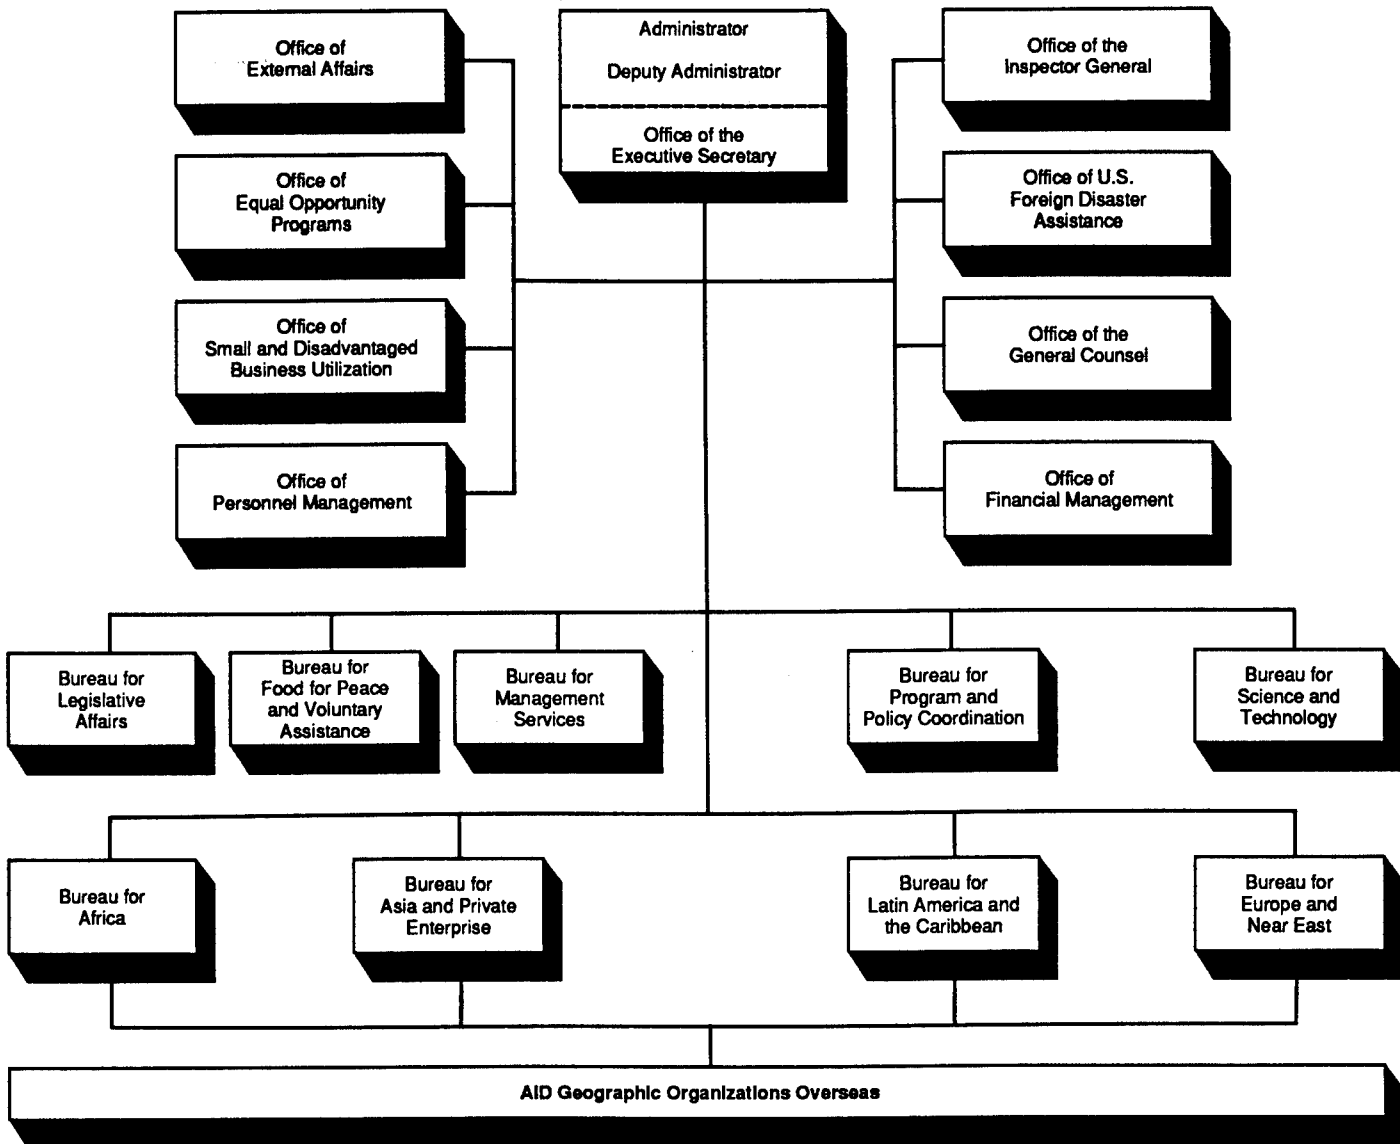 Office of
External Affairs
Administrator
Deputy Administrator
Office of the
Executive Secretary
Office of the
Inspector General
Office of
Equal Opportunity
Programs
Office of U.S.
Foreign Disaster
Assistance
Office of
Small and Disadvantaged
Business Utilization
Office of the
General Counsel
Office of
Personnel Management
Office of
Financial Management
Bureau for
Legislative
Affairs
Bureau for
Food for Peace
and Voluntary
Assistance
Bureau for
Management
Services
Bureau for
Program and
Policy Coordination
Bureau for
Science and
Technology
Bureau for
Africa
Bureau for
Asia and Private
Enterprise
Bureau for
Latin America and
the Caribbean
Bureau for
Europe and
Near East
AID Geographic Organizations Overseas